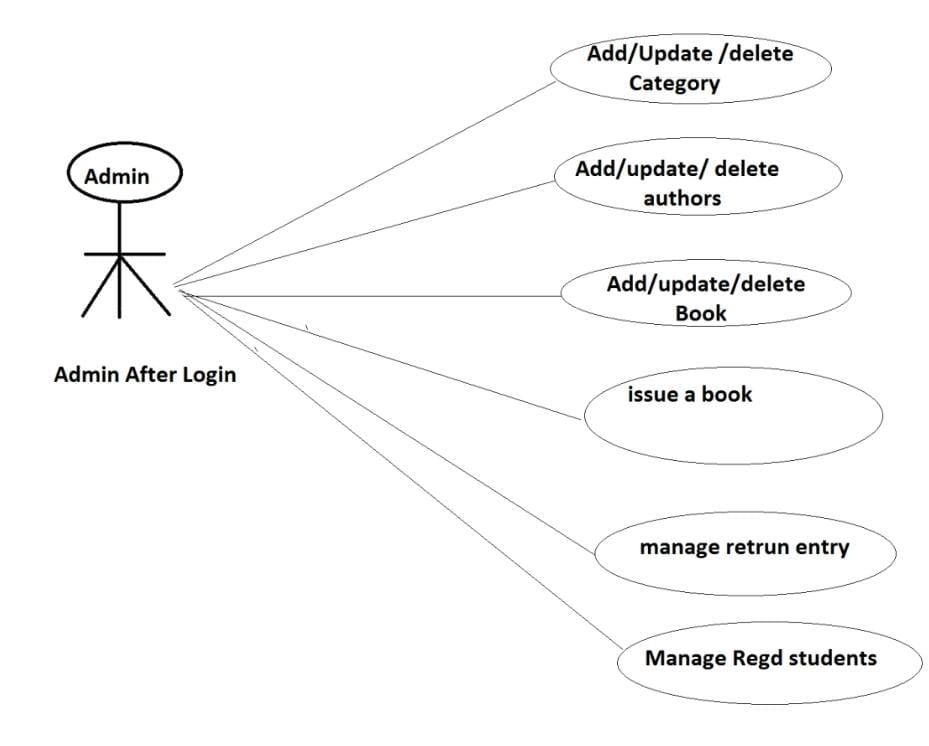 Add/Update /delete
Category
Admin
Add/update/ delete
authors
Add/update/delete
Book
Admin After Login
issue a book
manage retrun entry
Manage Regd students